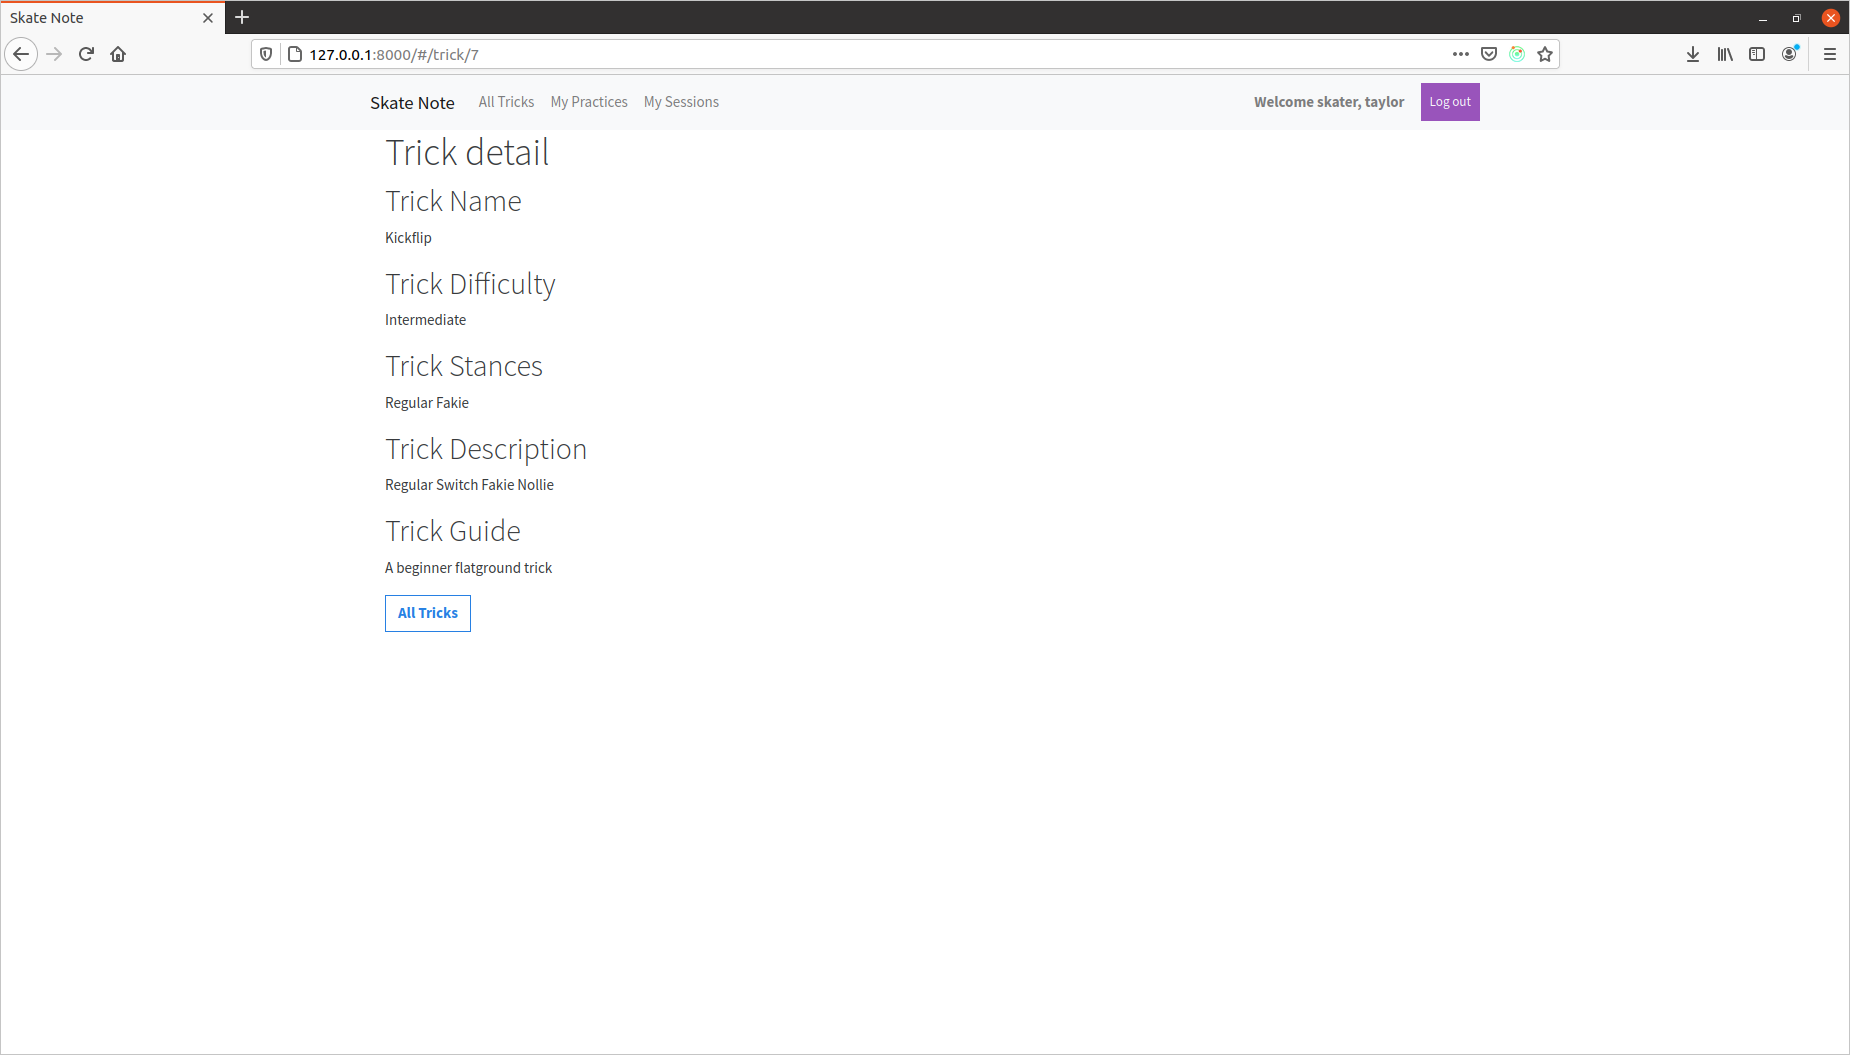 Skate Note
127.0.0.1:8000/#/trick/7
Skate Note All Tricks My Practices My Sessions Welcome skater, taylor Log out
Trick detail
Trick Name
Kickflip
Trick Difficulty
Intermediate
Trick Stances
Regular Fakie
Trick Description
Regular Switch Fakie Nollie
Trick Guide
A beginner flatground trick
All Tricks